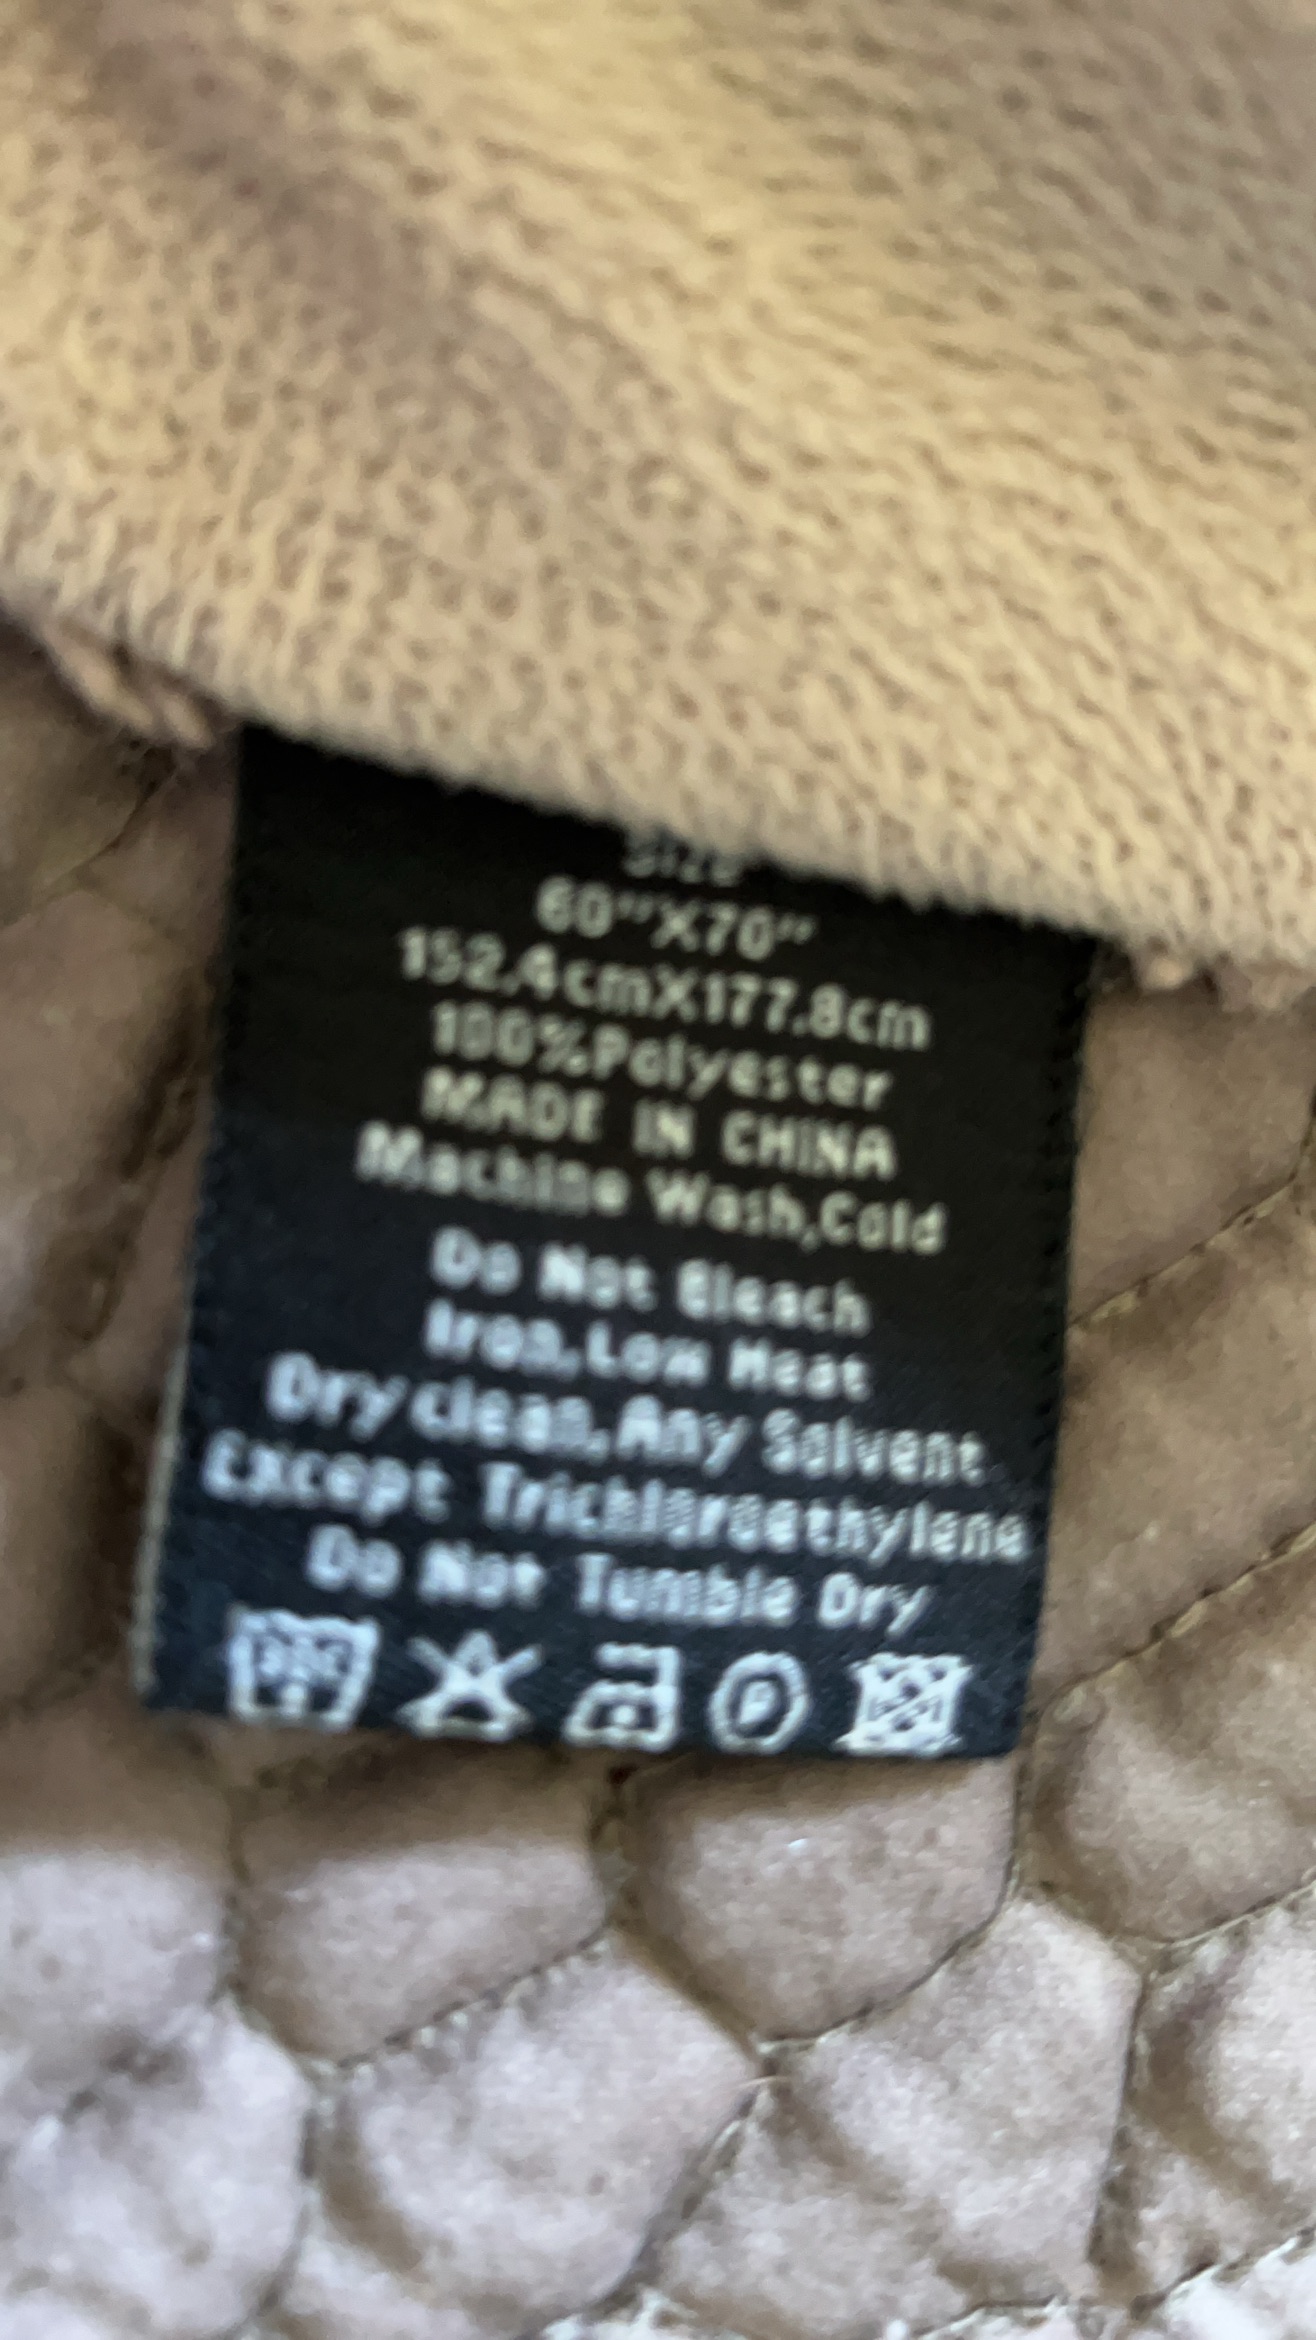 Size
60"X70"
152.4cmX177.8cm
100%Polyester
MADE IN CHINA
Machine Wash,Cold
Do Not Bleach
Iron,Low Heat
Dryclean,Any Solvent
Except Trichloroethylene
Do Not Tumble Dry
P